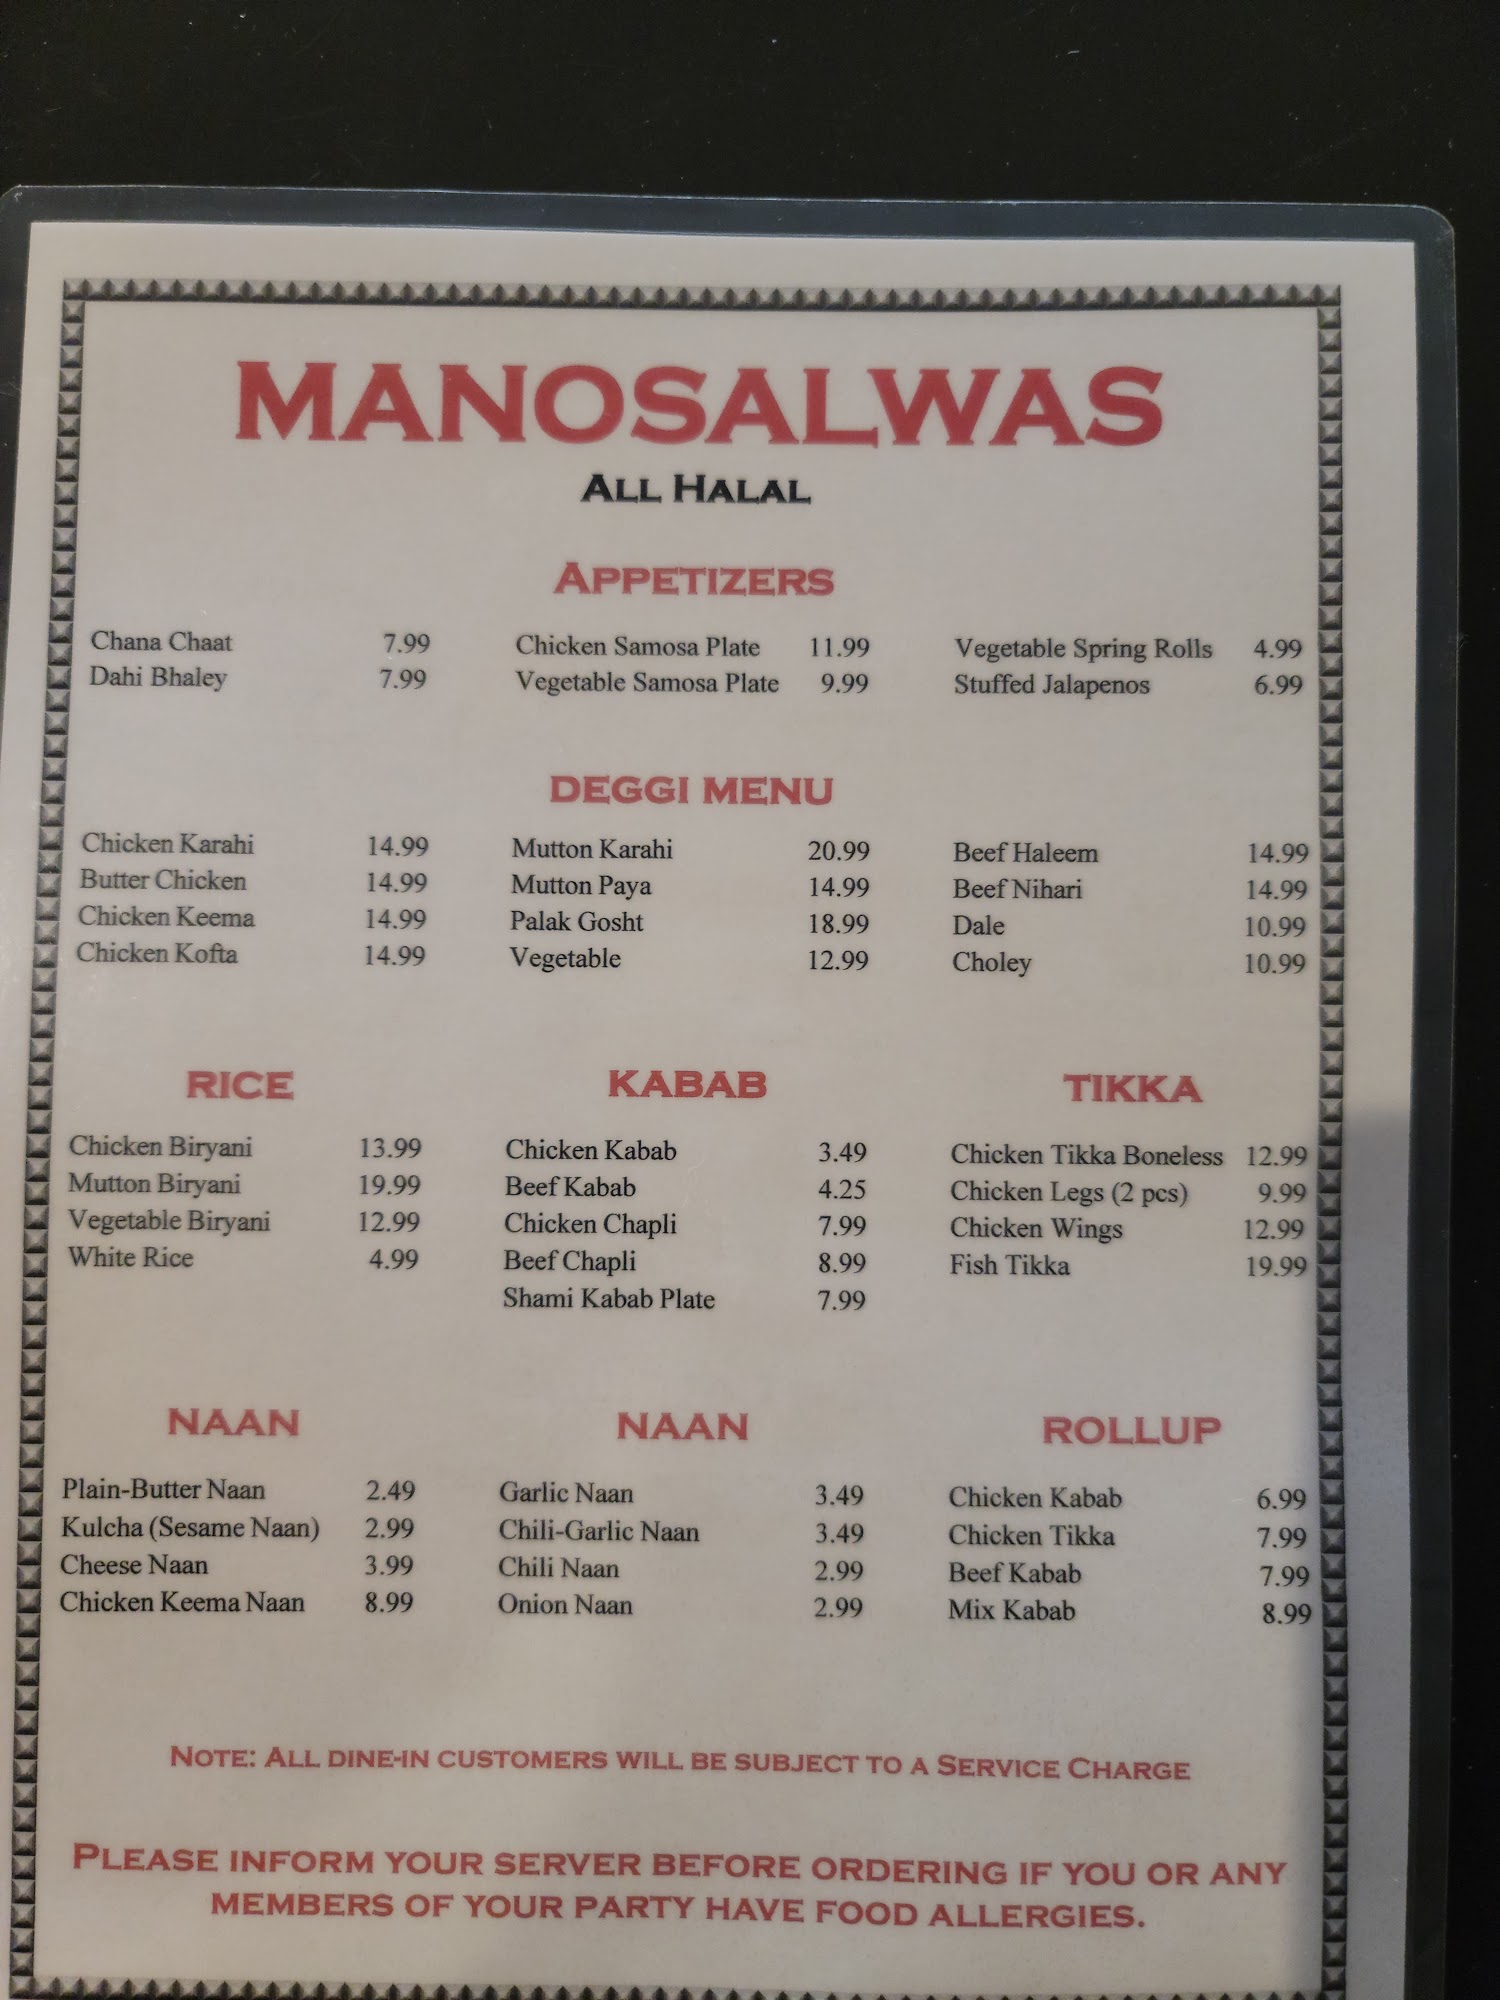 MANOSALWAS
ALL HALAL
APPETIZERS
Chana Chaat 7.99 Chicken Samosa Plate 11.99 Vegetable Spring Rolls 4.99
Dahi Bhaley 7.99 Vegetable Samosa Plate 9.99 Stuffed Jalapenos 6.99
DEGGI MENU
Chicken Karahi 14.99 Mutton Karahi 20.99 Beef Haleem 14.99
Butter Chicken 14.99 Mutton Paya 14.99 Beef Nihari 14.99
Chicken Keema 14.99 Palak Gosht 18.99 Dale 10.99
Chicken Kofta 14.99 Vegetable 12.99 Choley 10.99
RICE
Chicken Biryani 13.99
Mutton Biryani 19.99
Vegetable Biryani 12.99
White Rice 4.99
KABAB
Chicken Kabab 3.49
Beef Kabab 4.25
Chicken Chapli 7.99
Beef Chapli 8.99
Shami Kabab Plate 7.99
TIKKA
Chicken Tikka Boneless 12.99
Chicken Legs (2 pcs) 9.99
Chicken Wings 12.99
Fish Tikka 19.99
NAAN
Plain-Butter Naan 2.49
Kulcha (Sesame Naan) 2.99
Cheese Naan 3.99
Chicken Keema Naan 8.99
NAAN
Garlic Naan 3.49
Chili-Garlic Naan 3.49
Chili Naan 2.99
Onion Naan 2.99
ROLLUP
Chicken Kabab 6.99
Chicken Tikka 7.99
Beef Kabab 7.99
Mix Kabab 8.99
NOTE: ALL DINE-IN CUSTOMERS WILL BE SUBJECT TO A SERVICE CHARGE
PLEASE INFORM YOUR SERVER BEFORE ORDERING IF YOU OR ANY
MEMBERS OF YOUR PARTY HAVE FOOD ALLERGIES.